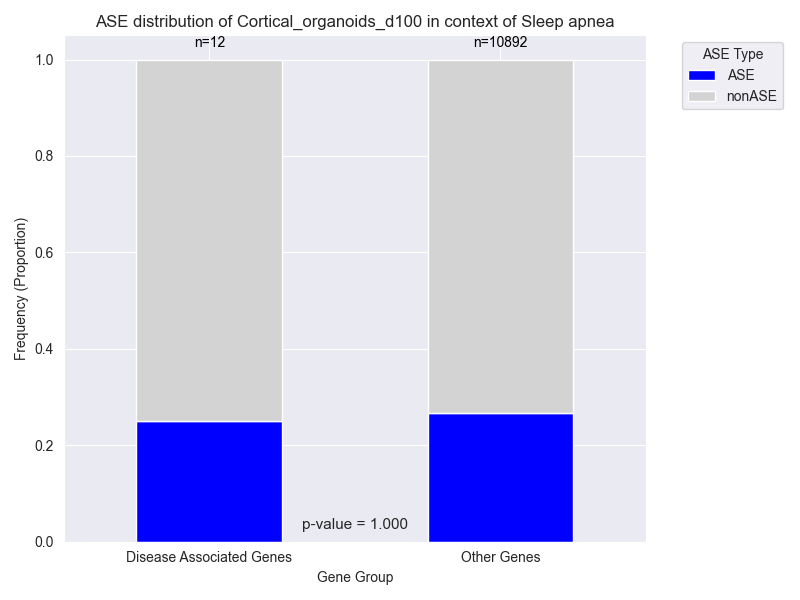 ASE distribution of Cortical_organoids_d100 in context of Sleep apnea
n=12
n=10892
ASE Type
ASE
nonASE
1.0
0.8
0.6
0.4
0.2
0.0
Frequency (Proportion)
p-value = 1.000
Disease Associated Genes
Other Genes
Gene Group